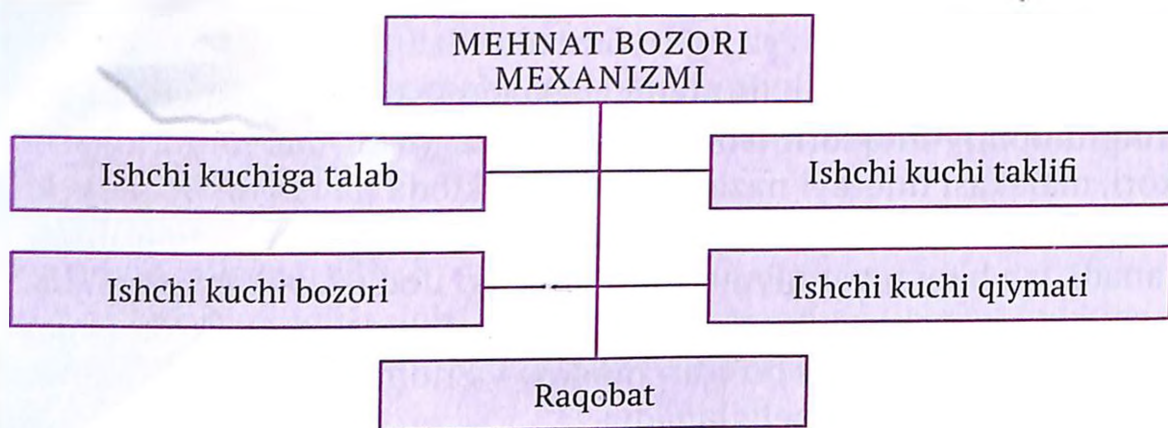 MEHNAT BOZORI
MEXANIZMI
Ishchi kuchiga talab
Ishchi kuchi taklifi
Ishchi kuchi bozori
Ishchi kuchi qiymati
Raqobat